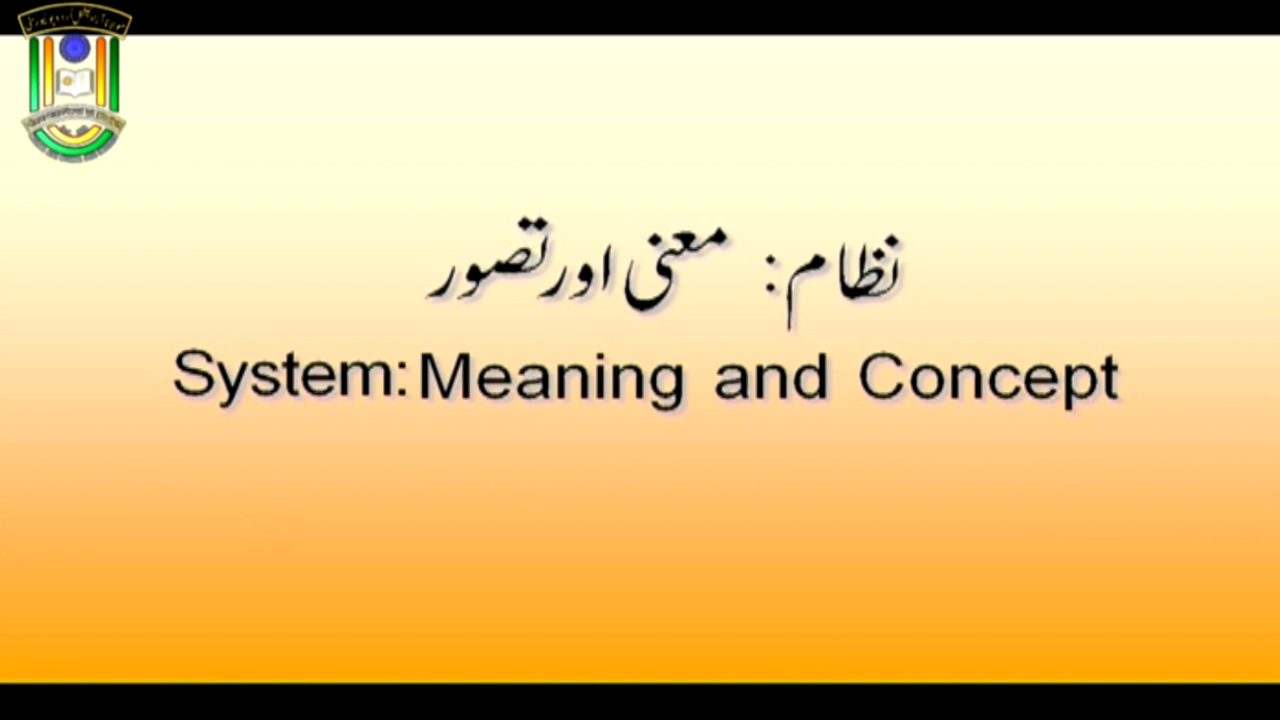 نظام: معنی اور تصور
System: Meaning and Concept